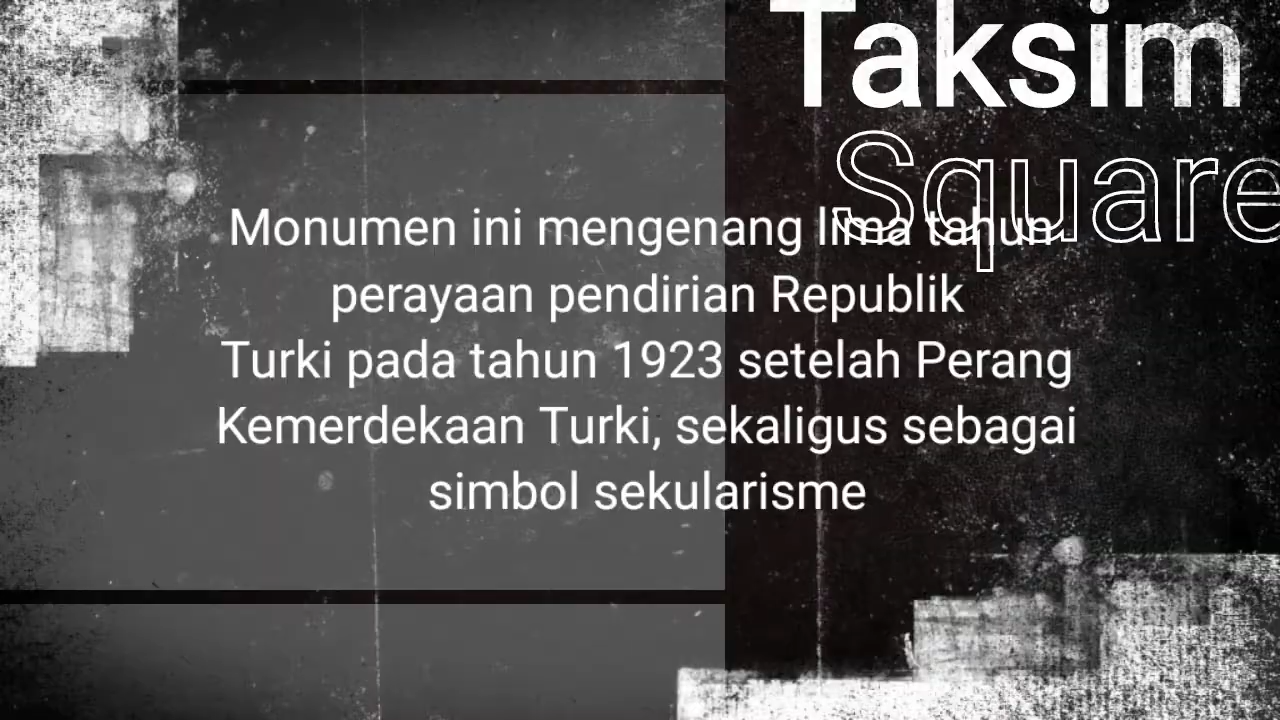 Taksim
Square
Monumen ini mengenang lima tahun
perayaan pendirian Republik
Turki pada tahun 1923 setelah Perang
Kemerdekaan Turki, sekaligus sebagai
simbol sekularisme